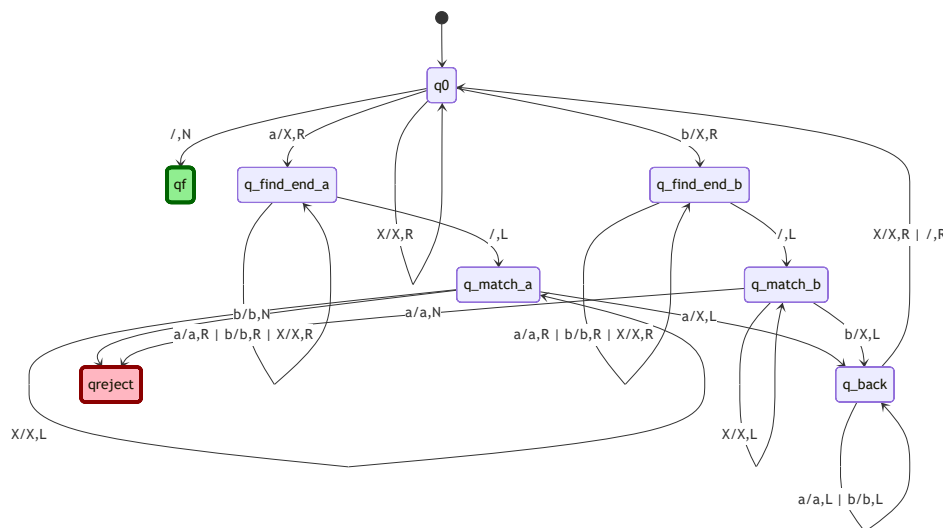 q0
/,N
a/X,R
b/X,R
qf
q_find_end_a
q_find_end_b
X/X,R
/,L
/,L
X/X,R | /,R
q_match_a
q_match_b
b/b,N
a/a,N
a/X,L
a/a,R | b/b,R | X/X,R
a/a,R | b/b,R | X/X,R
b/X,L
qreject
q_back
X/X,L
X/X,L
a/a,L | b/b,L